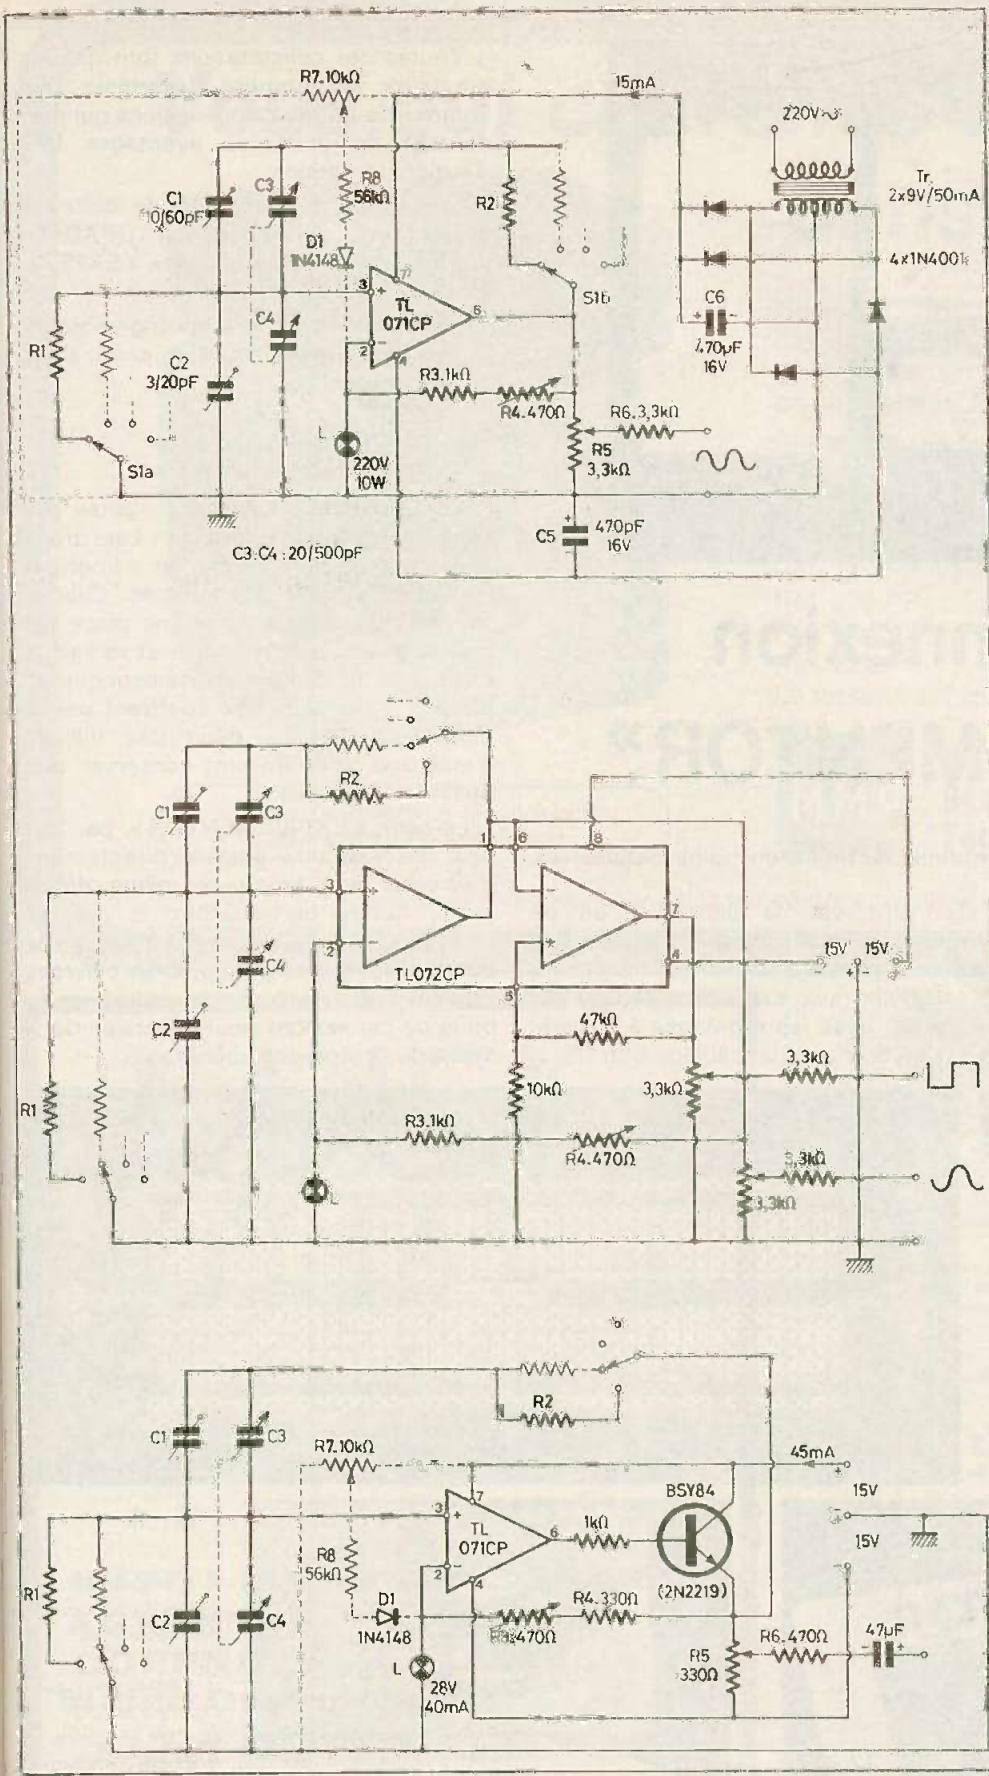 R7.10kΩ
15mA
220V~
C1
10/60pF
C3
R8
56kΩ
R2
Tr.
2x9V/50mA
D1
1N4148
4x1N4001
3
+
7
TL
071CP
6
S1b
C6
+
-
470µF
16V
R1
C4
2
-
4
C2
3/20pF
R3.1kΩ
R4.470Ω
R6.3,3kΩ
L
220V
10W
R5
3,3kΩ
S1a
C3:C4:20/500pF
C5
+
-
470pF
16V
nnexion
OR»
R2
C1
C3
1
6
8
3
+
-
7
2
-
+
4
C4
TL072CP
5
15V
15V
-
+
-
+
C2
47kΩ
R1
10kΩ
3,3kΩ
3,3kΩ
R3.1kΩ
R4.470Ω
3,3kΩ
3,3kΩ
L
R2
C1
C3
R7.10kΩ
45mA
+
BSY84
15V
3
+
7
TL
071CP
6
1kΩ
15V
R1
R8
56kΩ
2
-
4
(2N2219)
-
C2
C4
D1
1N4148
R3.470Ω
R4.330Ω
R5
330Ω
R6.470Ω
47µF
-
+
L
28V
40mA